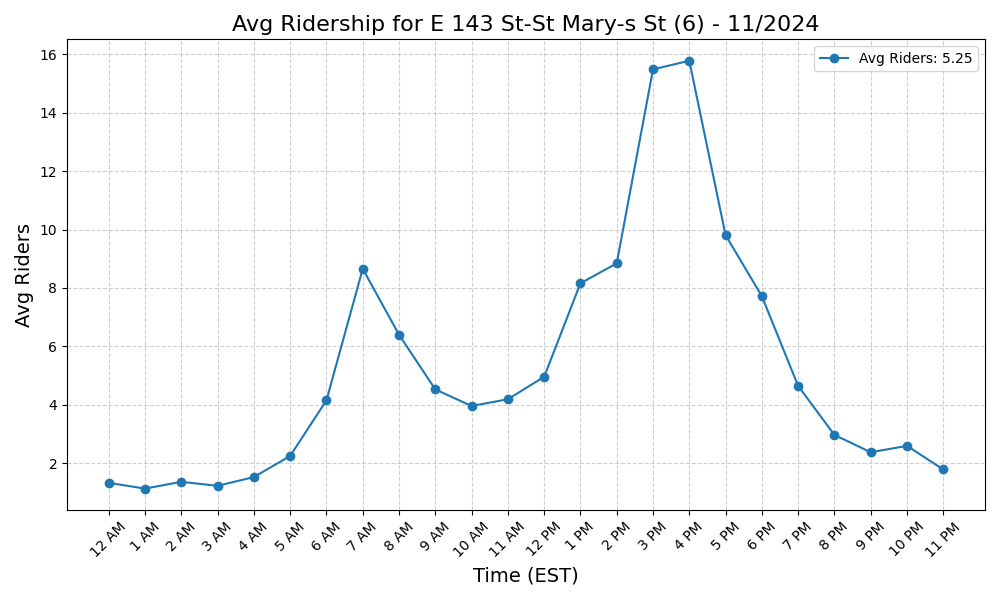 Avg Ridership for E 143 St-St Mary-s St (6) - 11/2024
Avg Riders: 5.25
Avg Riders
16
14
12
10
8
6
4
2
12 AM
1 AM
2 AM
3 AM
4 AM
5 AM
6 AM
7 AM
8 AM
9 AM
10 AM
11 AM
12 PM
1 PM
2 PM
3 PM
4 PM
5 PM
6 PM
7 PM
8 PM
9 PM
10 PM
11 PM
Time (EST)